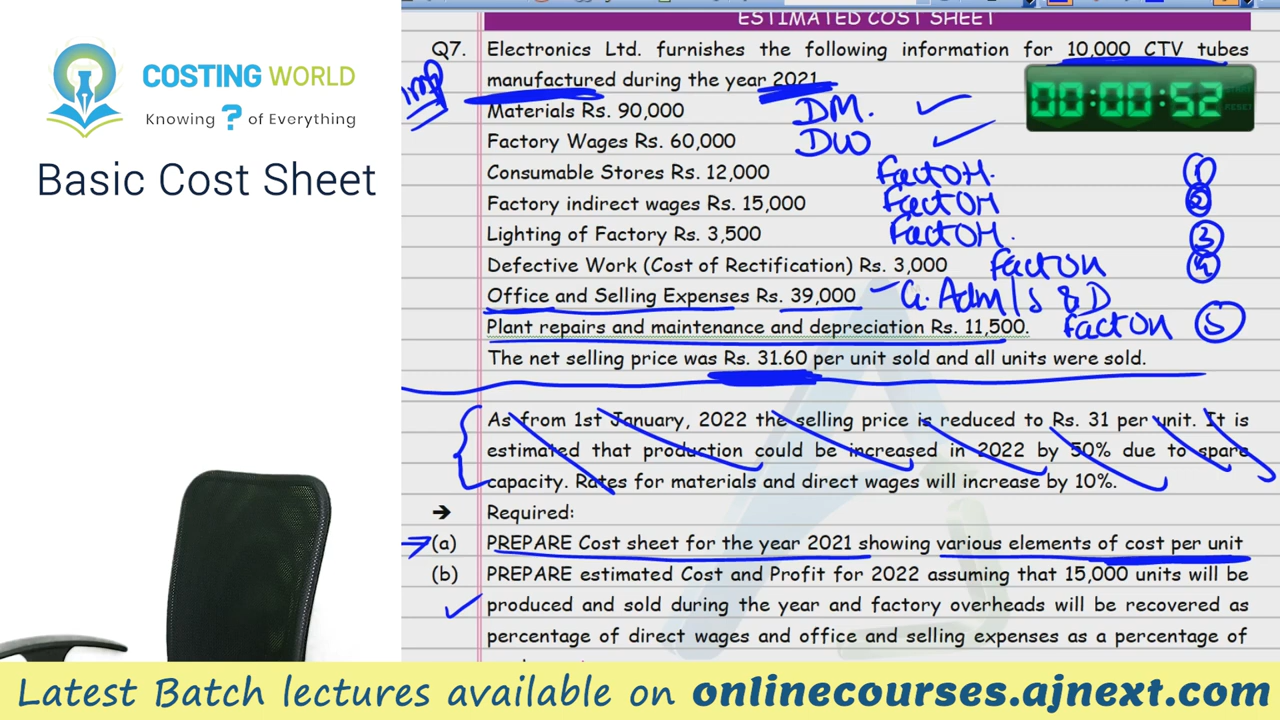 COSTING WORLD
Knowing ? of Everything
Basic Cost Sheet
ESTIMATED COST SHEET
Q7. Electronics Ltd. furnishes the following information for 10,000 CTV tubes
imp
manufactured during the year 2021
00:00:52
Materials Rs. 90,000 DM.
Factory Wages Rs. 60,000 DW
Consumable Stores Rs. 12,000 FactOH. 1
Factory indirect wages Rs. 15,000 FactOH 2
Lighting of Factory Rs. 3,500 FactOH. 3
Defective Work (Cost of Rectification) Rs. 3,000 FactOH 4
Office and Selling Expenses Rs. 39,000 G. Adm/S & D
Plant repairs and maintenance and depreciation Rs. 11,500. FactOH 5
The net selling price was Rs. 31.60 per unit sold and all units were sold.
As from 1st January, 2022 the selling price is reduced to Rs. 31 per unit. It is
estimated that production could be increased in 2022 by 50% due to spare
capacity. Rates for materials and direct wages will increase by 10%.
➔ Required:
(a) PREPARE Cost sheet for the year 2021 showing various elements of cost per unit
(b) PREPARE estimated Cost and Profit for 2022 assuming that 15,000 units will be
produced and sold during the year and factory overheads will be recovered as
percentage of direct wages and office and selling expenses as a percentage of
Latest Batch lectures available on onlinecourses.ajnext.com